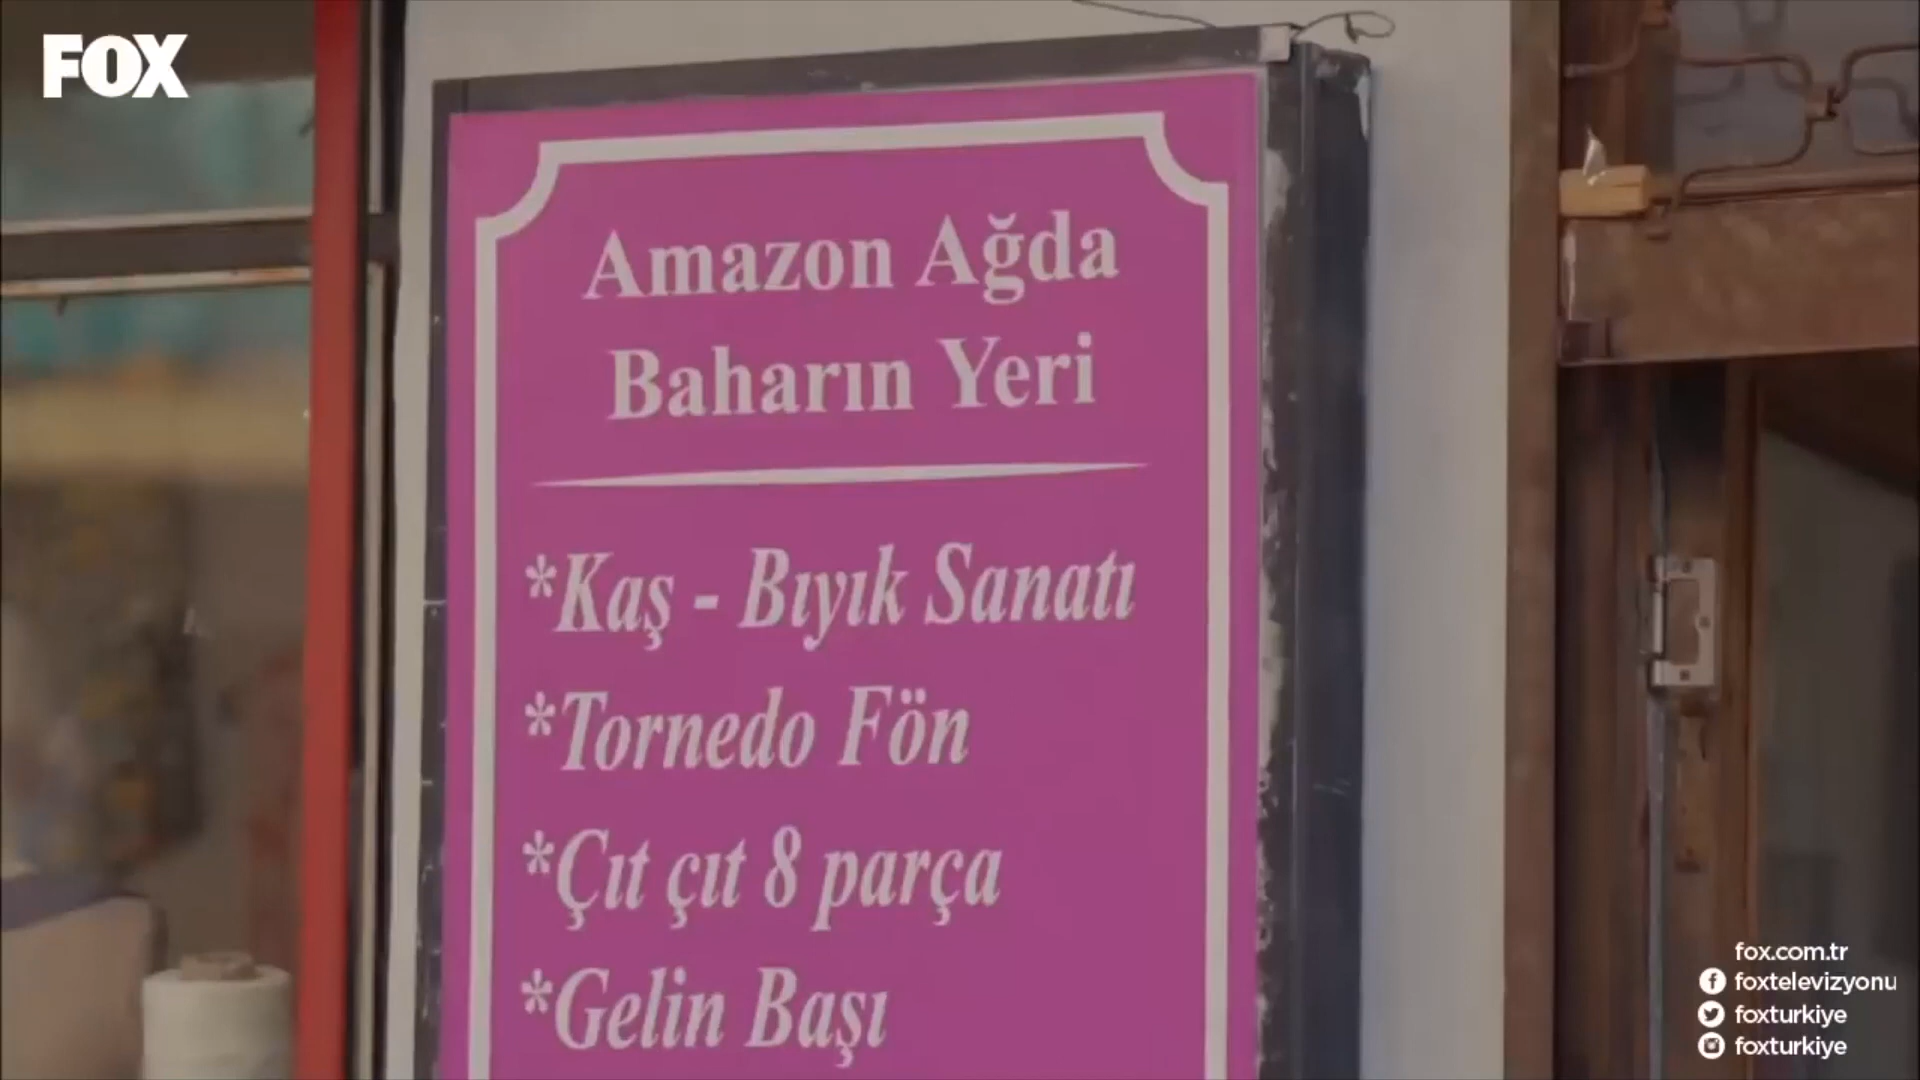 FOX
Amazon Ağda
Baharın Yeri
*Kaş - Bıyık Sanatı
*Tornedo Fön
*Çıt çıt 8 parça
*Gelin Başı
fox.com.tr
foxtelevizyonu
foxturkiye
foxturkiye